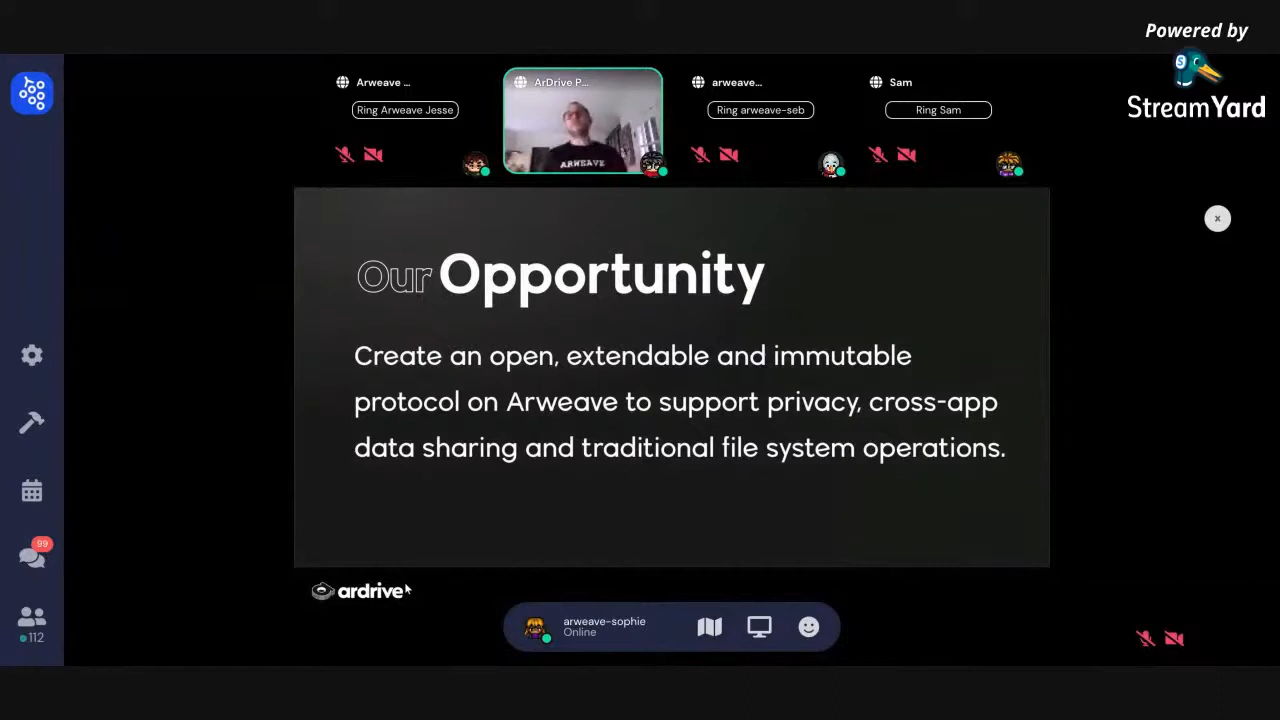 Powered by
StreamYard
Arweave ...
Ring Arweave Jesse
ArDrive P...
ARWEAVE
arweave...
Ring arweave-seb
Sam
Ring Sam
×
Our Opportunity
Create an open, extendable and immutable
protocol on Arweave to support privacy, cross-app
data sharing and traditional file system operations.
99
112
ardrive
arweave-sophie
Online